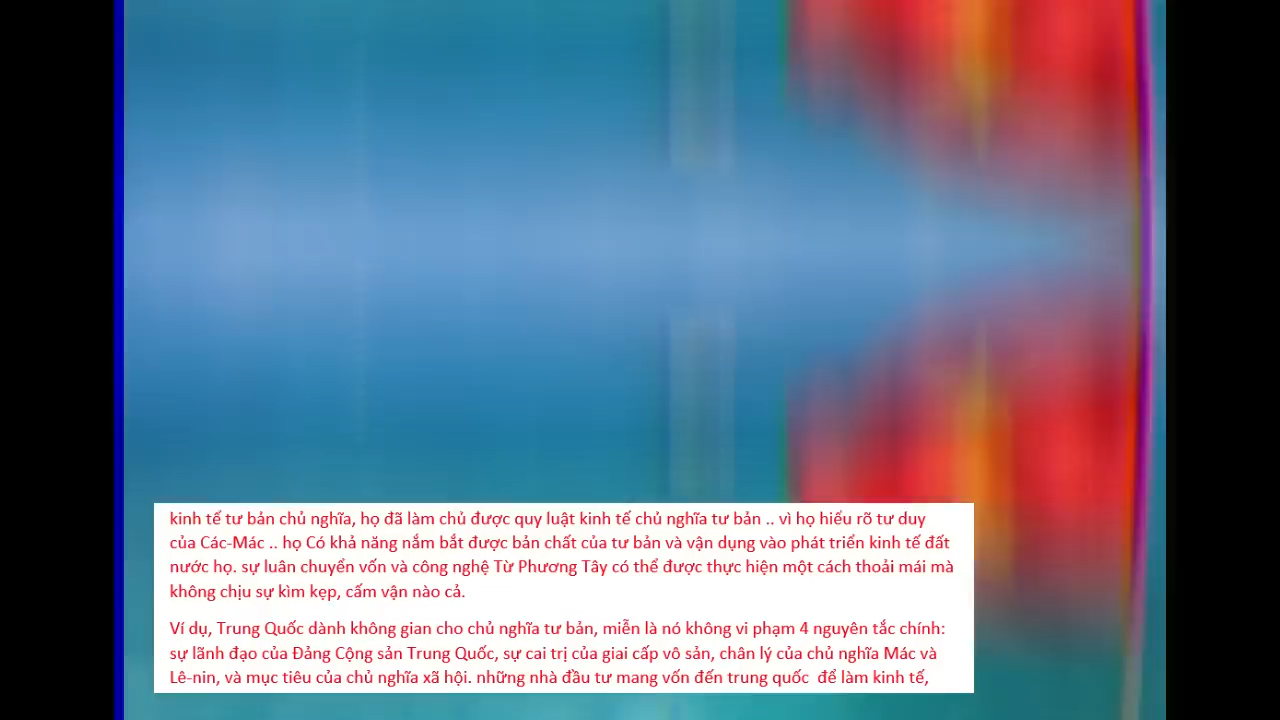 kinh tế tư bản chủ nghĩa, họ đã làm chủ được quy luật kinh tế chủ nghĩa tư bản .. vì họ hiểu rõ tư duy
của Các-Mác .. họ Có khả năng nắm bắt được bản chất của tư bản và vận dụng vào phát triển kinh tế đất
nước họ. sự luân chuyển vốn và công nghệ Từ Phương Tây có thể được thực hiện một cách thoải mái mà
không chịu sự kìm kẹp, cấm vận nào cả.
Ví dụ, Trung Quốc dành không gian cho chủ nghĩa tư bản, miễn là nó không vi phạm 4 nguyên tắc chính:
sự lãnh đạo của Đảng Cộng sản Trung Quốc, sự cai trị của giai cấp vô sản, chân lý của chủ nghĩa Mác và
Lê-nin, và mục tiêu của chủ nghĩa xã hội. những nhà đầu tư mang vốn đến trung quốc  để làm kinh tế,